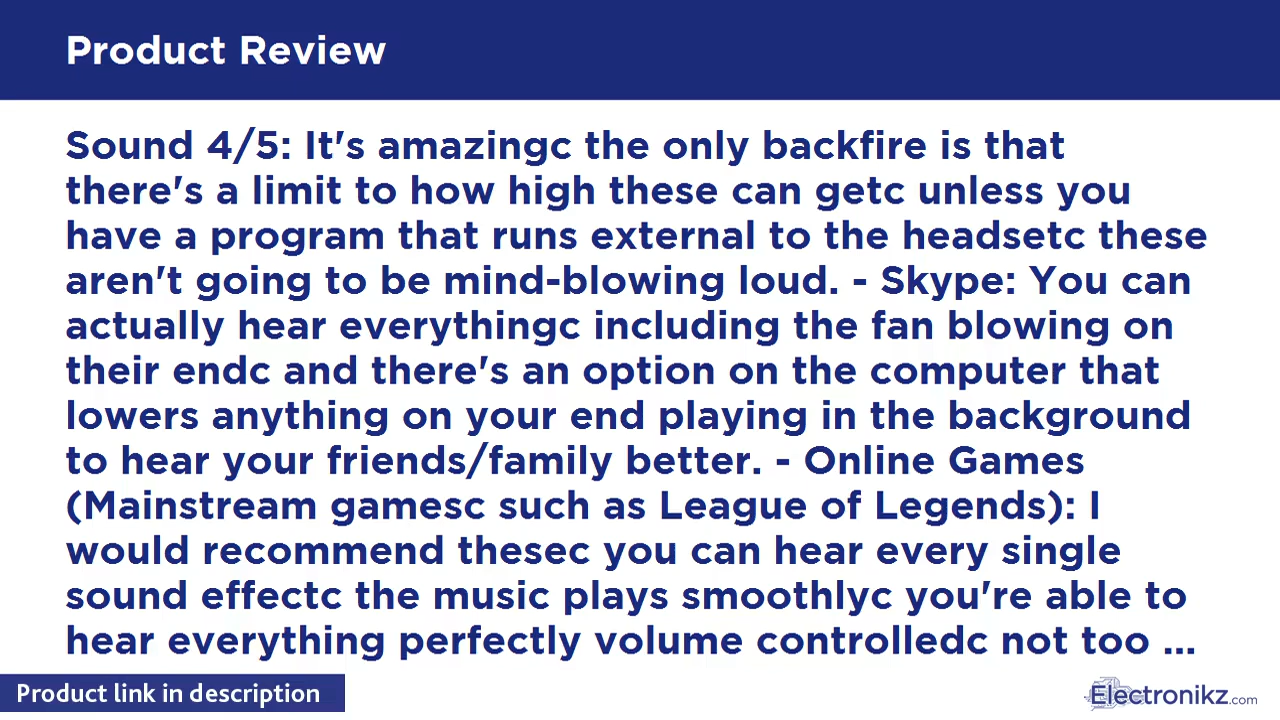 Product Review
Sound 4/5: It's amazingc the only backfire is that
there's a limit to how high these can getc unless you
have a program that runs external to the headsetc these
aren't going to be mind-blowing loud. - Skype: You can
actually hear everythingc including the fan blowing on
their endc and there's an option on the computer that
lowers anything on your end playing in the background
to hear your friends/family better. - Online Games
(Mainstream gamesc such as League of Legends): I
would recommend thesec you can hear every single
sound effectc the music plays smoothlyc you're able to
hear everything perfectly volume controlledc not too ...
Product link in description
Electronikz.com